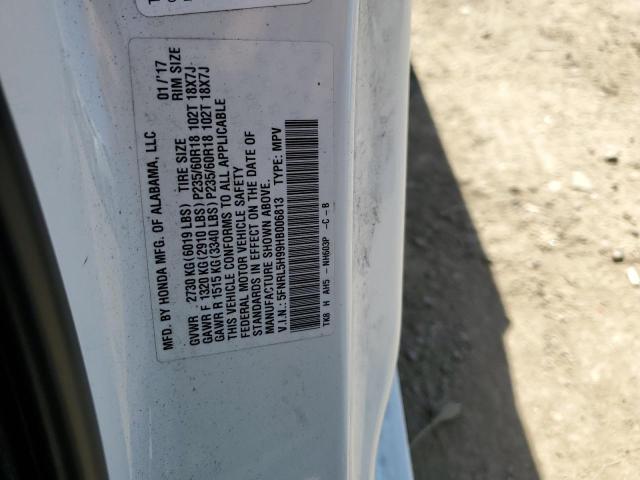 MFD. BY HONDA MFG. OF ALABAMA, LLC 01/'17
TIRE SIZE RIM SIZE
GVWR 2730 KG(6019 LBS)
GAWR F 1320 KG(2910 LBS) P235/60R18 102T 18X7J
GAWR R 1515 KG(3340 LBS) P235/60R18 102T 18X7J
THIS VEHICLE CONFORMS TO ALL APPLICABLE
FEDERAL MOTOR VEHICLE SAFETY
STANDARDS IN EFFECT ON THE DATE OF
MANUFACTURE SHOWN ABOVE.
V.I.N.: 5FNRL5H99HB006813 TYPE: MPV
TK8 H AH5 - NH603P -C -B